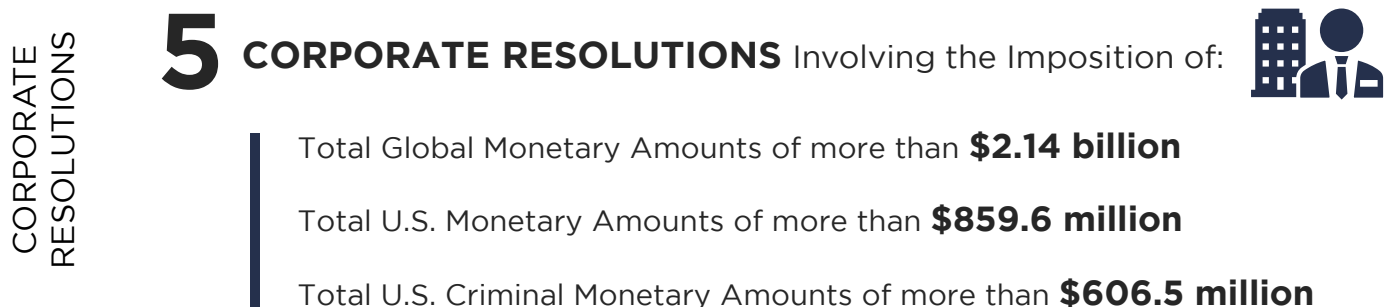 CORPORATE
RESOLUTIONS
5 CORPORATE RESOLUTIONS Involving the Imposition of:
Total Global Monetary Amounts of more than $2.14 billion
Total U.S. Monetary Amounts of more than $859.6 million
Total U.S. Criminal Monetary Amounts of more than $606.5 million